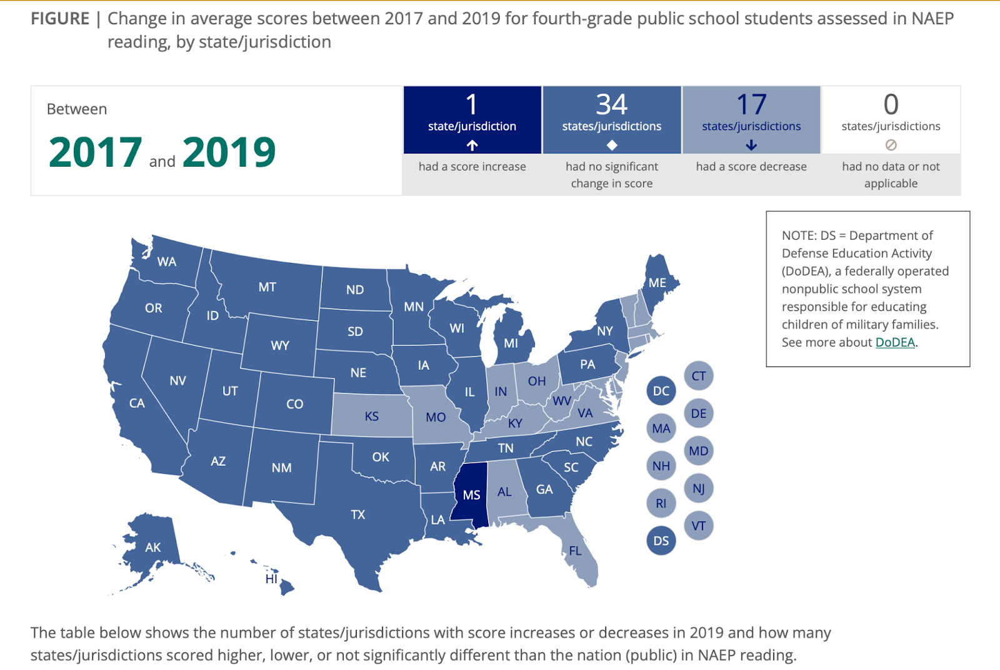 FIGURE | Change in average scores between 2017 and 2019 for fourth-grade public school students assessed in NAEP
reading, by state/jurisdiction
Between
2017 and 2019
1
state/jurisdiction
had a score increase
34
states/jurisdictions
had no significant
change in score
17
states/jurisdictions
had a score decrease
0
states/jurisdictions
had no data or not
applicable
NOTE: DS = Department of
Defense Education Activity
(DoDEA), a federally operated
nonpublic school system
responsible for educating
children of military families.
See more about DoDEA.
WA
MT
ND
MN
ME
OR
ID
SD
WI
NY
WY
MI
NE
IA
PA
NV
UT
CO
IL
IN
OH
WV
VA
CA
KS
MO
KY
AZ
NM
OK
AR
TN
NC
SC
MS
AL
GA
TX
LA
FL
AK
HI
CT
DC
DE
MA
MD
NH
NJ
RI
VT
DS
The table below shows the number of states/jurisdictions with score increases or decreases in 2019 and how many
states/jurisdictions scored higher, lower, or not significantly different than the nation (public) in NAEP reading.